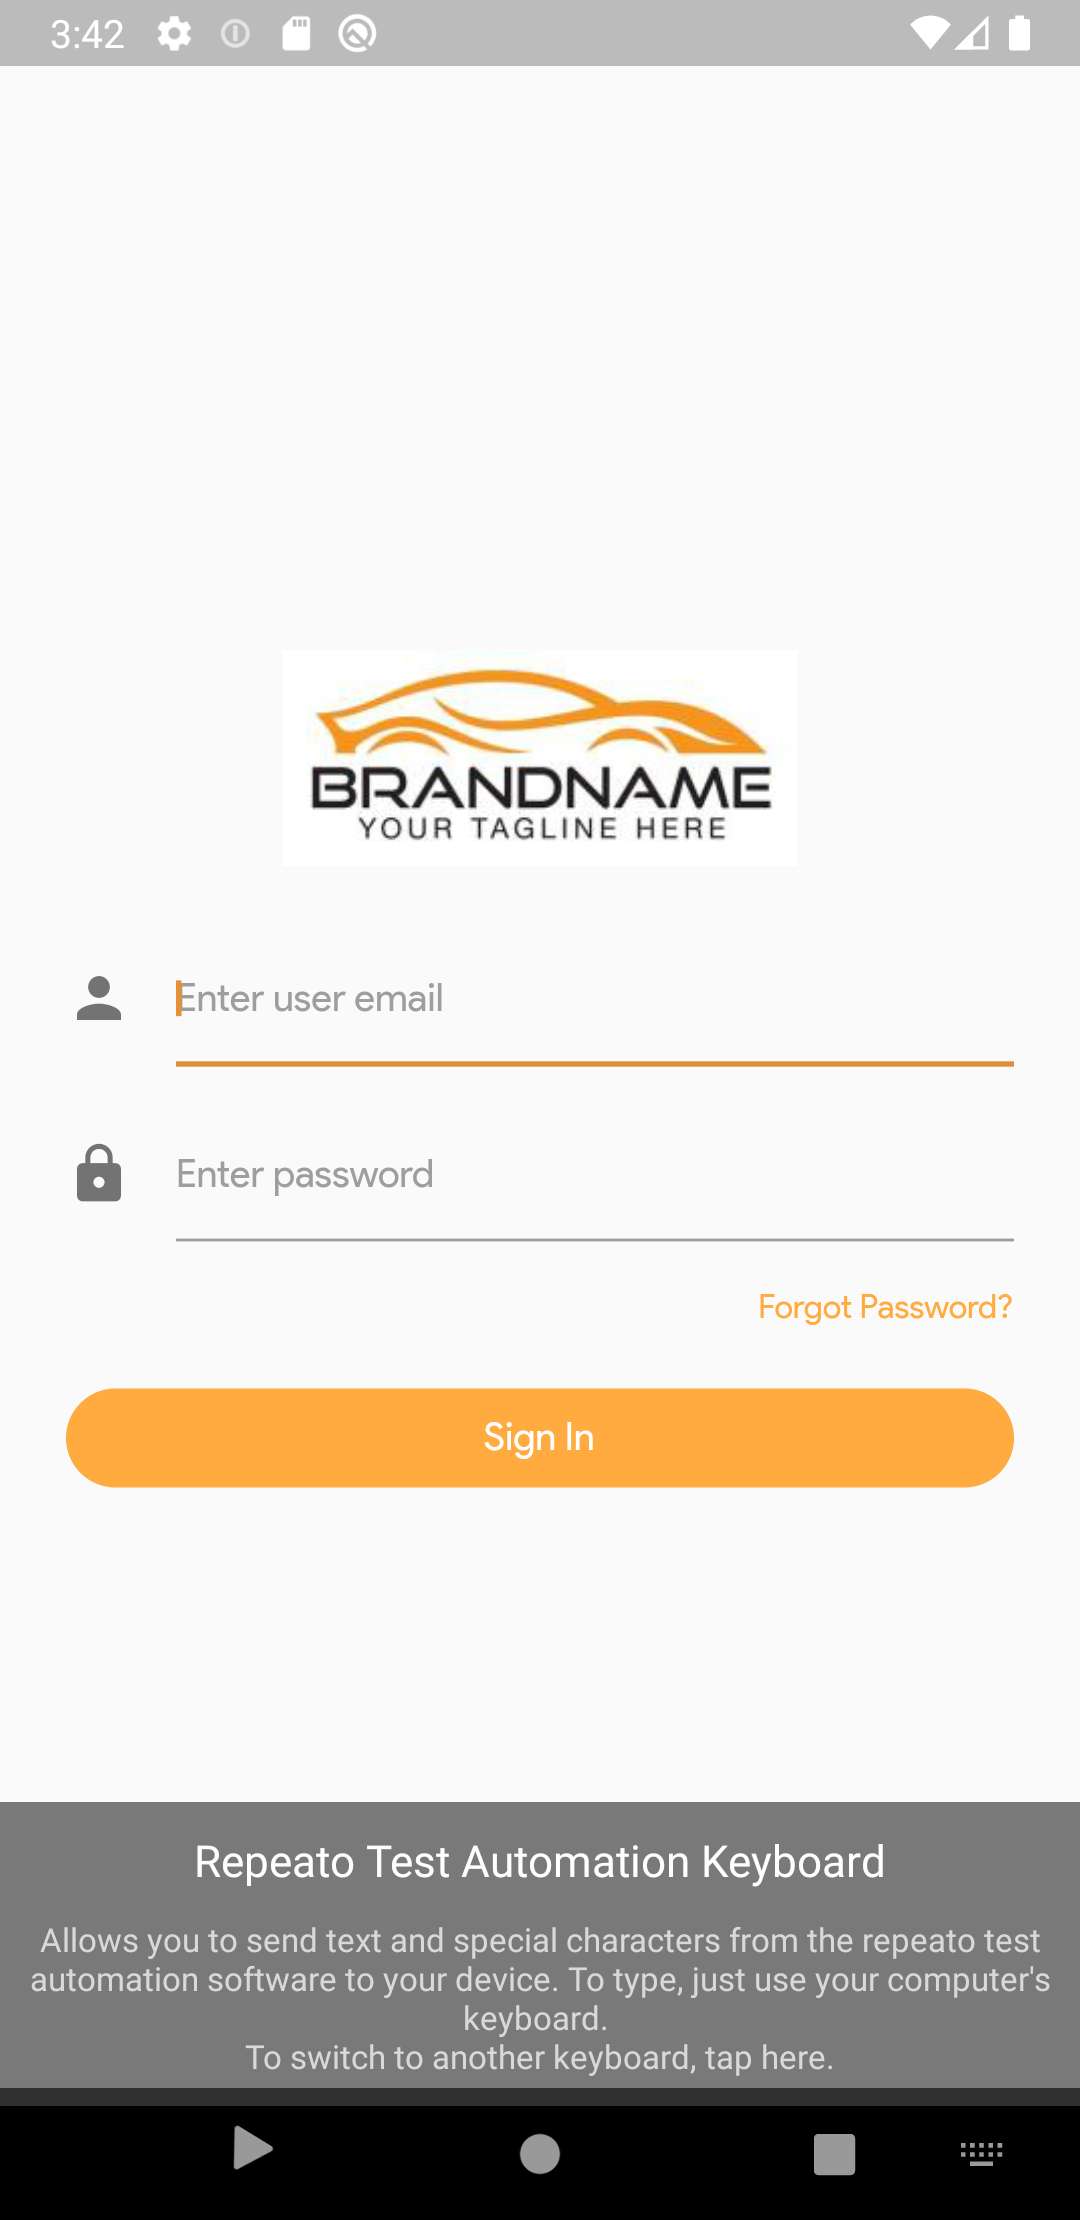 3:42
BRANDNAME
YOUR TAGLINE HERE
Enter user email
Enter password
Forgot Password?
Sign In
Repeato Test Automation Keyboard
Allows you to send text and special characters from the repeato test
automation software to your device. To type, just use your computer's
keyboard.
To switch to another keyboard, tap here.